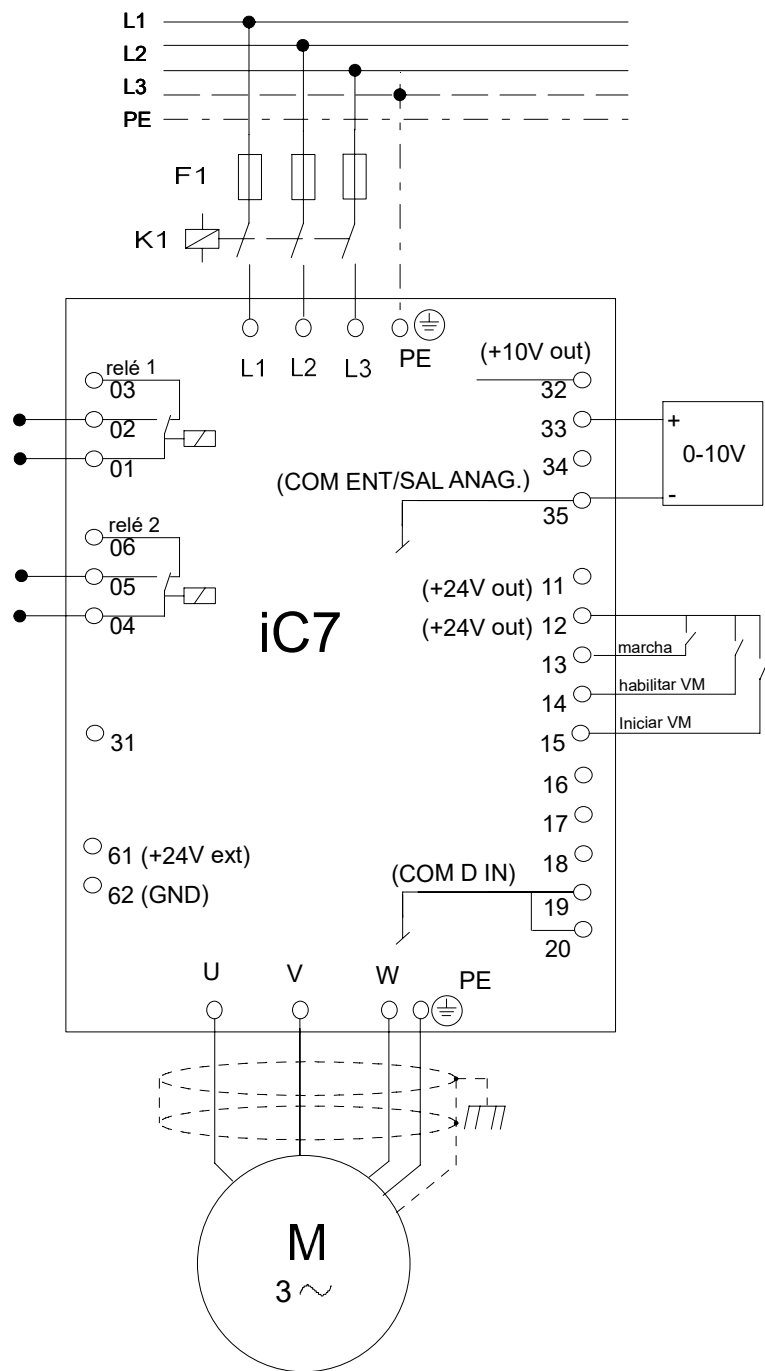 L1
L2
L3
PE
F1
K1
L1 L2 L3 PE
relé 1
03
02
01
relé 2
06
05
04
31
61 (+24V ext)
62 (GND)
iC7
(+10V out)
32
33
34
(COM ENT/SAL ANAG.)
35
+
0-10V
-
(+24V out) 11
(+24V out) 12
13 marcha
14 habilitar VM
15 Iniciar VM
16
17
18
(COM D IN)
19
20
U V W PE
M
3